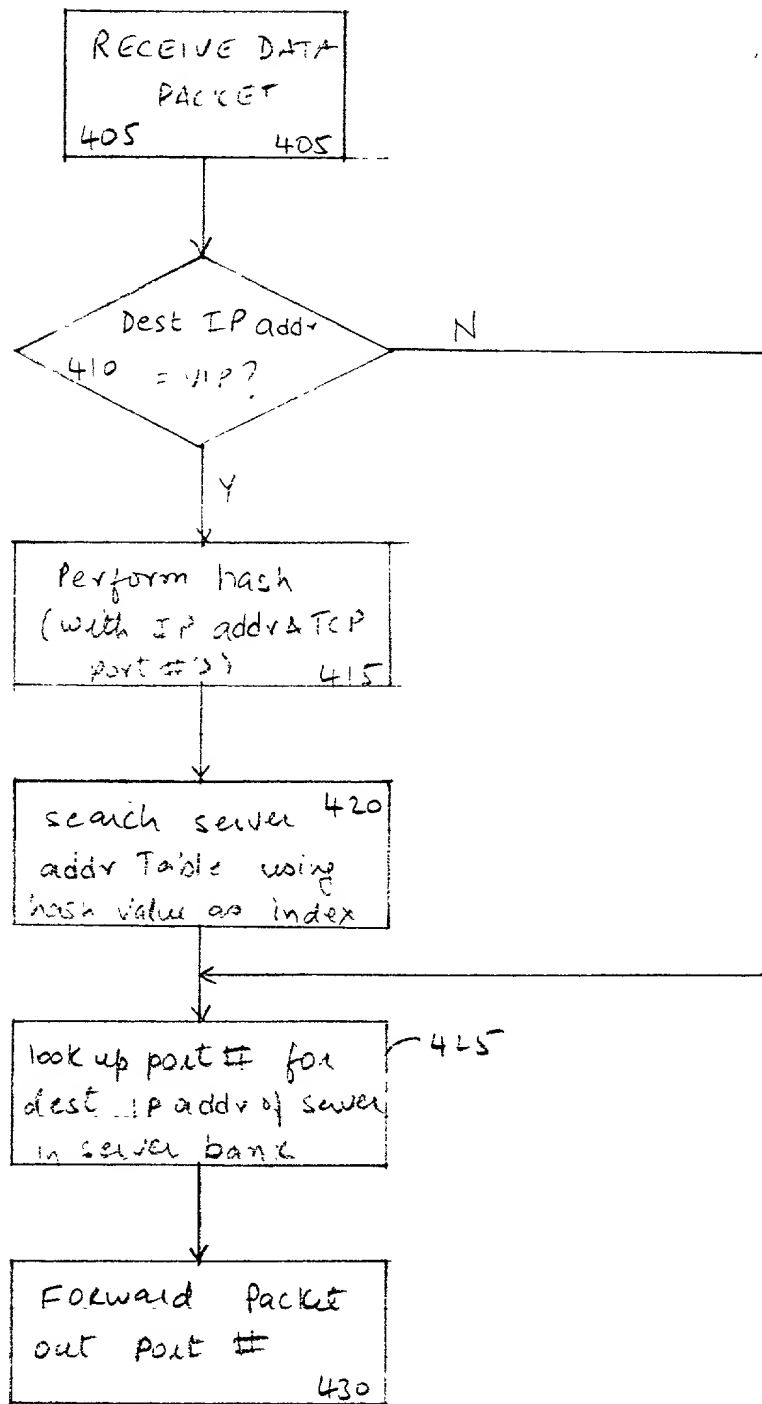 RECEIVE DATA
PACKET
405 405
Dest IP addr
410 = VIP?
N
Y
Perform hash
(with IP addr & TCP
port #'s)
415
420
search server
addr Table using
hash value as index
look up port # for
dest IP addr of server
in server bank
425
Forward Packet
out Port #
430